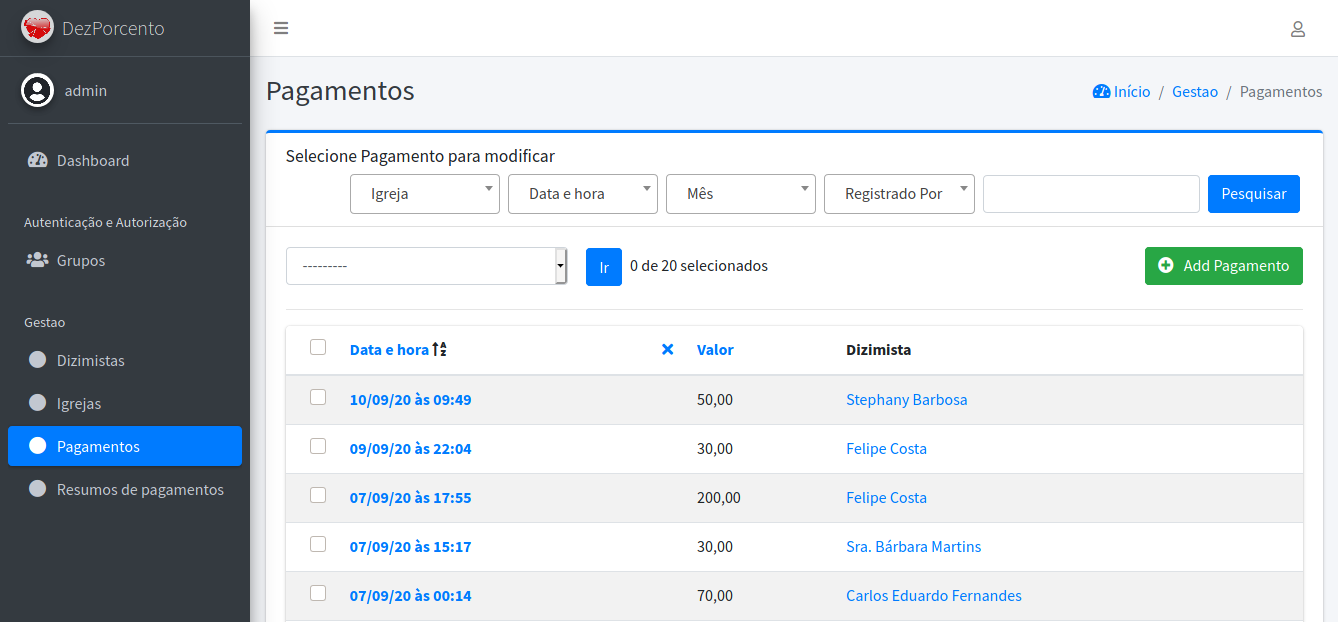 DezPorcento
admin
Dashboard
Autenticação e Autorização
Grupos
Gestao
Dizimistas
Igrejas
Pagamentos
Resumos de pagamentos
Pagamentos
Início / Gestao / Pagamentos
Selecione Pagamento para modificar
Igreja Data e hora Mês Registrado Por Pesquisar
--------- Ir 0 de 20 selecionados Add Pagamento
Data e hora Valor Dizimista
10/09/20 às 09:49 50,00 Stephany Barbosa
09/09/20 às 22:04 30,00 Felipe Costa
07/09/20 às 17:55 200,00 Felipe Costa
07/09/20 às 15:17 30,00 Sra. Bárbara Martins
07/09/20 às 00:14 70,00 Carlos Eduardo Fernandes